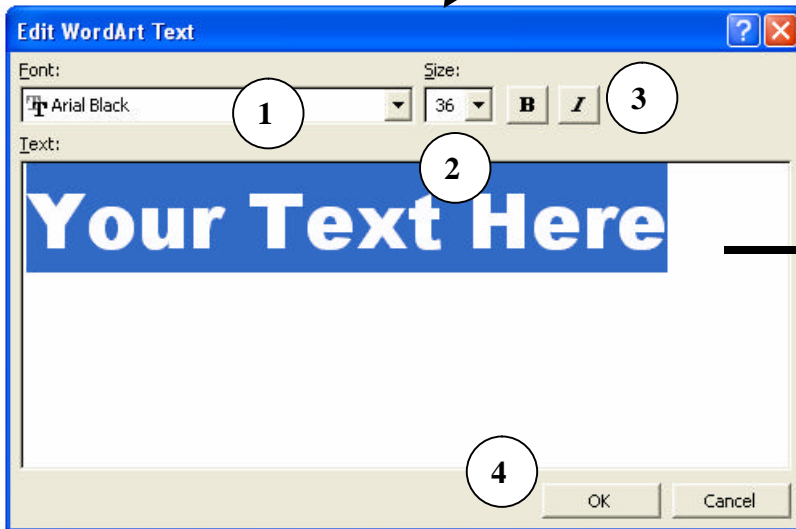 Edit WordArt Text
?
X
Font:
Size:
Arial Black
36
B
I
1
3
Text:
2
Your Text Here
4
OK
Cancel